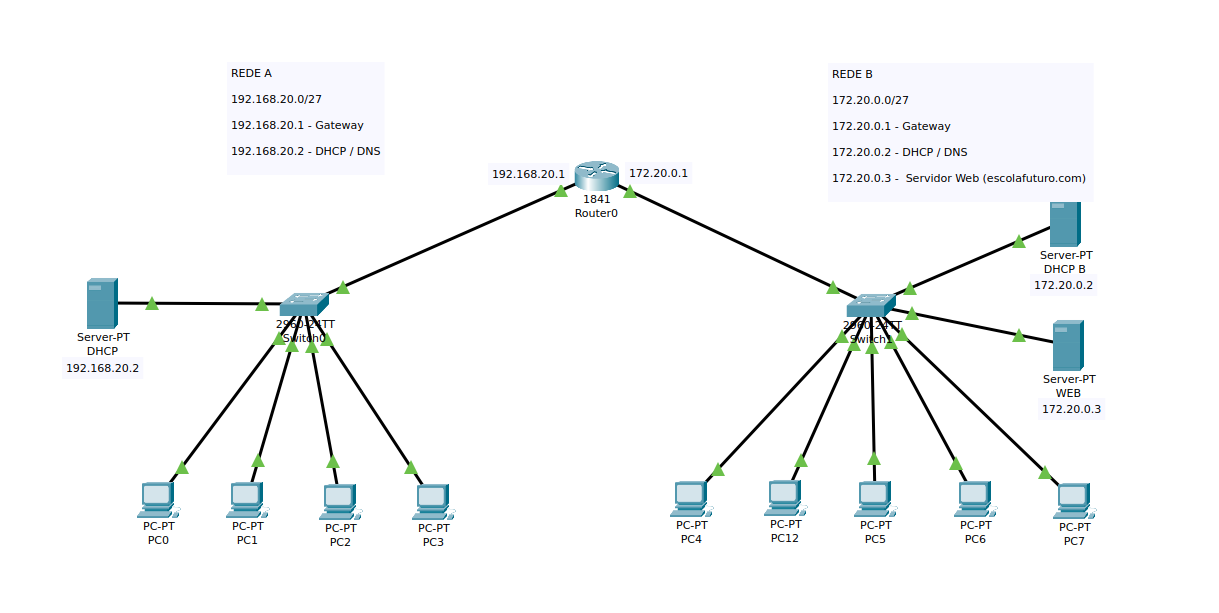 REDE A
192.168.20.0/27
192.168.20.1 - Gateway
192.168.20.2 - DHCP / DNS
REDE B
172.20.0.0/27
172.20.0.1 - Gateway
172.20.0.2 - DHCP / DNS
172.20.0.3 - Servidor Web (escolafuturo.com)
192.168.20.1
172.20.0.1
1841
Router0
Server-PT
DHCP B
172.20.0.2
2960-24TT
Switch0
2960-24TT
Switch1
Server-PT
DHCP
192.168.20.2
Server-PT
WEB
172.20.0.3
PC-PT
PC0
PC-PT
PC1
PC-PT
PC2
PC-PT
PC3
PC-PT
PC4
PC-PT
PC12
PC-PT
PC5
PC-PT
PC6
PC-PT
PC7